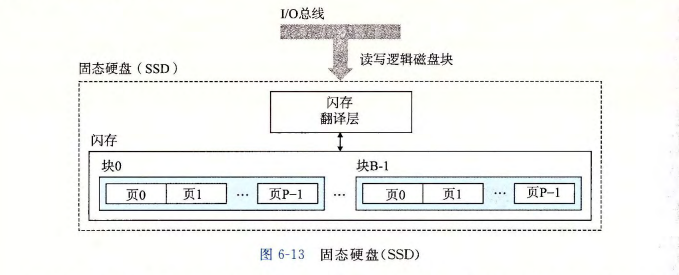 I/O总线
读写逻辑磁盘块
固态硬盘（SSD）
闪存
翻译层
闪存
块0
块B-1
页0 页1 … 页P-1 … 页0 页1 … 页P-1
图 6-13 固态硬盘(SSD)